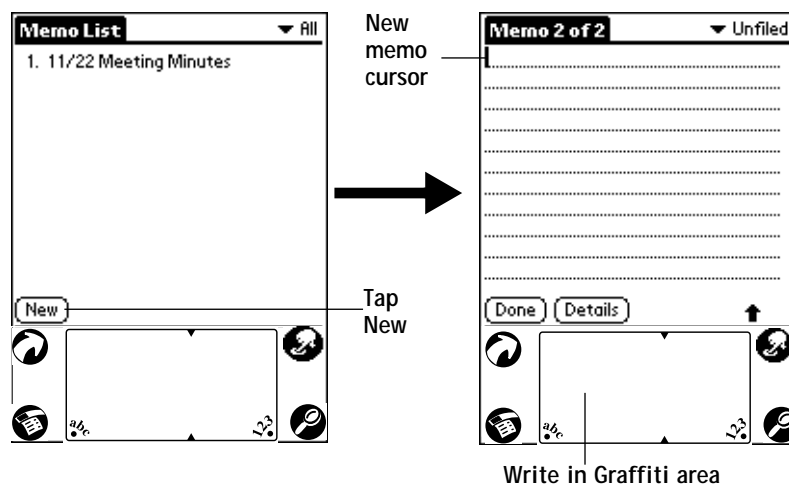 Memo List
All
1. 11/22 Meeting Minutes
New
abc
123
New
memo
cursor
Tap
New
Memo 2 of 2
Unfiled
Done
Details
abc
123
Write in Graffiti area